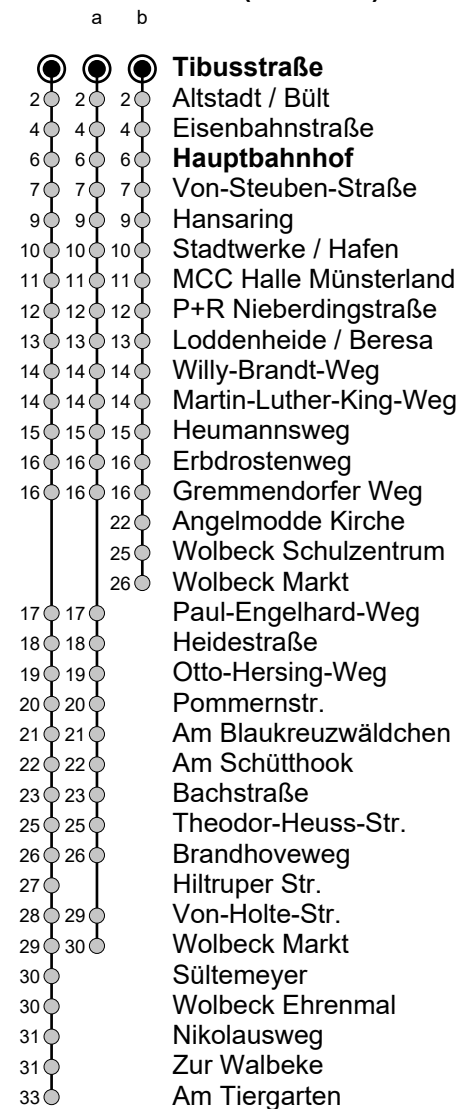 a b
Tibusstraße
2 2 2 Altstadt / Bült
4 4 4 Eisenbahnstraße
6 6 6 Hauptbahnhof
7 7 7 Von-Steuben-Straße
9 9 9 Hansaring
10 10 10 Stadtwerke / Hafen
11 11 11 MCC Halle Münsterland
12 12 12 P+R Nieberdingstraße
13 13 13 Loddenheide / Beresa
14 14 14 Willy-Brandt-Weg
14 14 14 Martin-Luther-King-Weg
15 15 15 Heumannsweg
16 16 16 Erbdrostenweg
16 16 16 Gremmendorfer Weg
22 Angelmodde Kirche
25 Wolbeck Schulzentrum
26 Wolbeck Markt
17 17 Paul-Engelhard-Weg
18 18 Heidestraße
19 19 Otto-Hersing-Weg
20 20 Pommernstr.
21 21 Am Blaukreuzwäldchen
22 22 Am Schütthook
23 23 Bachstraße
25 25 Theodor-Heuss-Str.
26 26 Brandhoveweg
27 Hiltruper Str.
28 29 Von-Holte-Str.
29 30 Wolbeck Markt
30 Sültemeyer
30 Wolbeck Ehrenmal
31 Nikolausweg
31 Zur Walbeke
33 Am Tiergarten